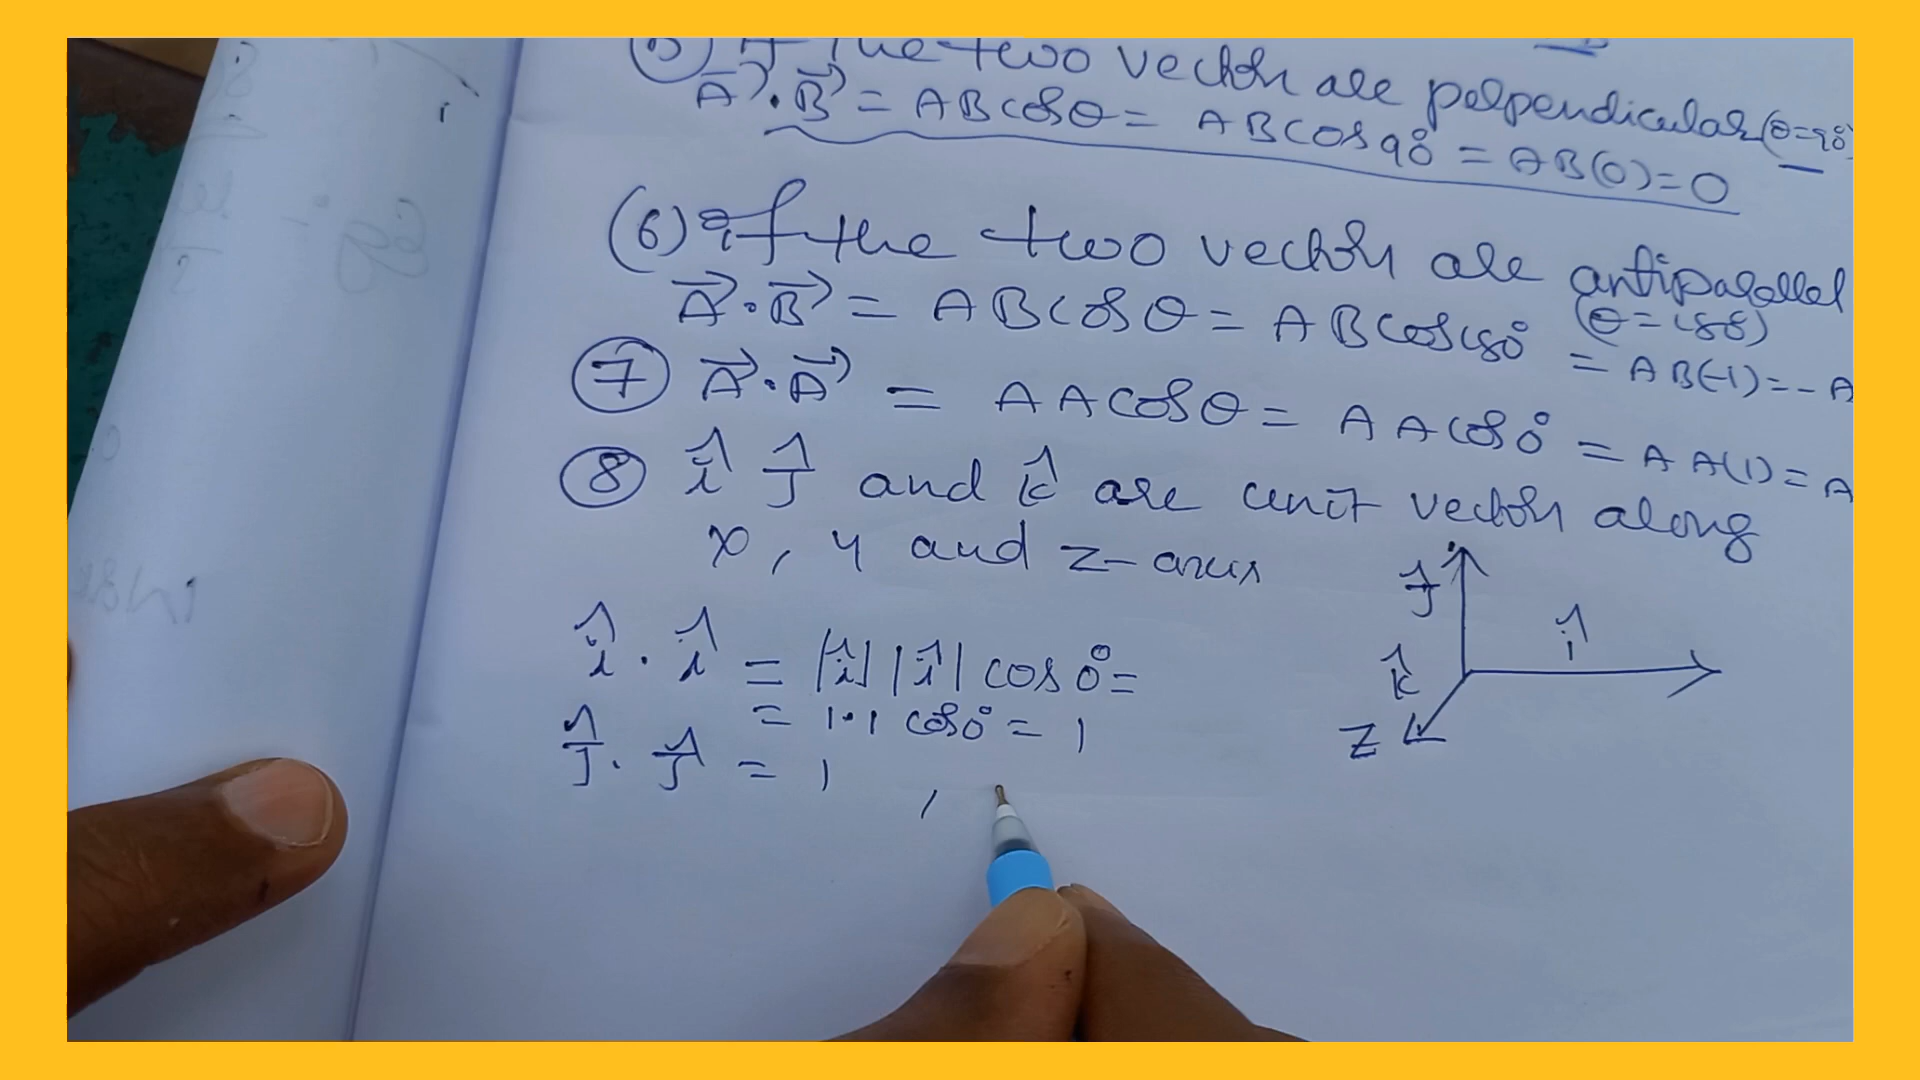 (5) If the two vector are perpendicular (θ=90°)
A⃗.B⃗ = ABcosθ = ABcos90° = AB(0)=0
(6) if the two vector are antiparallel
(θ=180°)
A⃗.B⃗ = ABcosθ = ABcos180° = AB(-1)=-A
(7) A⃗.A⃗ = AAcosθ = AAcos0° = AA(1)=A
(8) î ĵ and k̂ are unit vector along
x, y and z-axis
î.î = |î||î|cos0°=
= 1.1 cos0° = 1
ĵ.ĵ = 1 ,
ĵ
î
k̂
Z